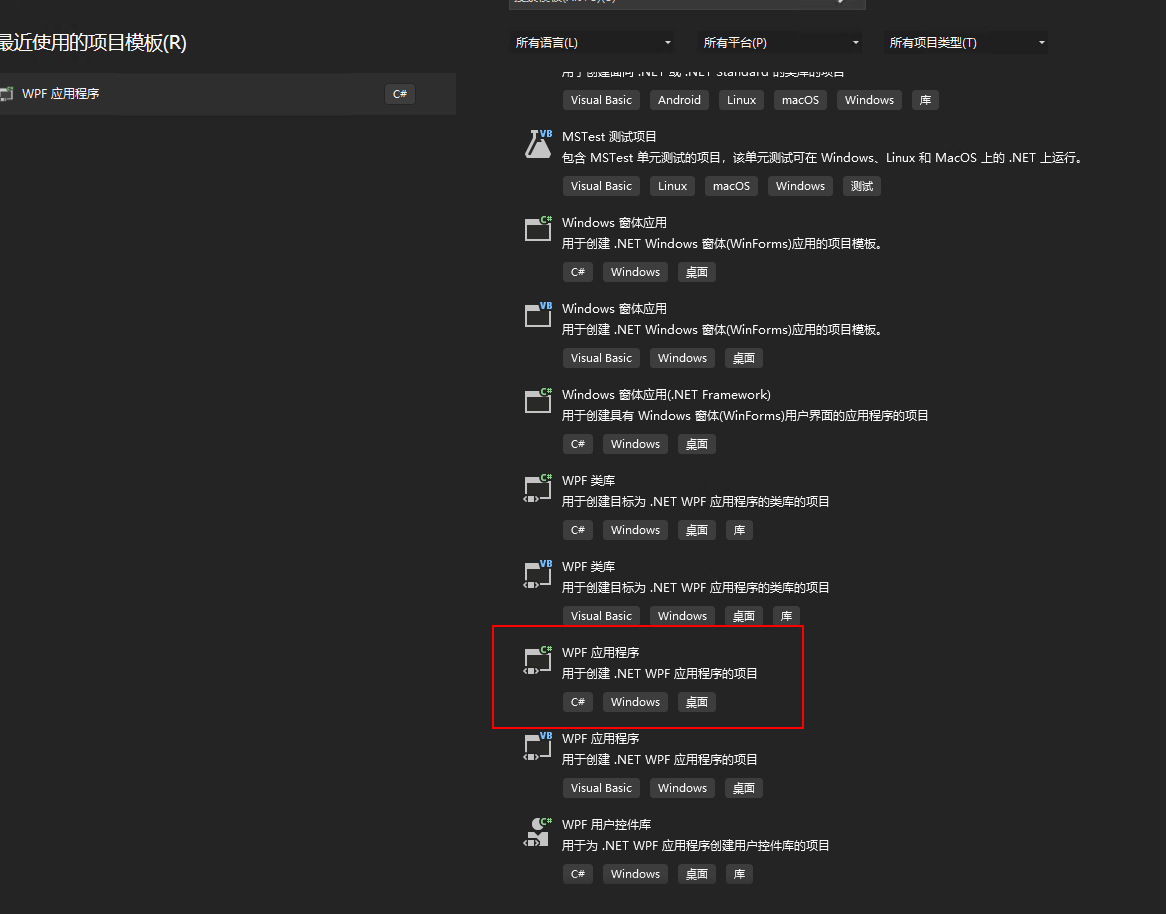 最近使用的项目模板(R)
WPF 应用程序
C#
所有语言(L)
所有平台(P)
所有项目类型(T)
用于创建面向 .NET 或 .NET Standard 的类库的项目
Visual Basic
Android
Linux
macOS
Windows
库
VB
MSTest 测试项目
包含 MSTest 单元测试的项目，该单元测试可在 Windows、Linux 和 MacOS 上的 .NET 上运行。
Visual Basic
Linux
macOS
Windows
测试
C#
Windows 窗体应用
用于创建 .NET Windows 窗体(WinForms)应用的项目模板。
C#
Windows
桌面
VB
Windows 窗体应用
用于创建 .NET Windows 窗体(WinForms)应用的项目模板。
Visual Basic
Windows
桌面
C#
Windows 窗体应用(.NET Framework)
用于创建具有 Windows 窗体(WinForms)用户界面的应用程序的项目
C#
Windows
桌面
C#
WPF 类库
用于创建目标为 .NET WPF 应用程序的类库的项目
C#
Windows
桌面
库
VB
WPF 类库
用于创建目标为 .NET WPF 应用程序的类库的项目
Visual Basic
Windows
桌面
库
C#
WPF 应用程序
用于创建 .NET WPF 应用程序的项目
C#
Windows
桌面
VB
WPF 应用程序
用于创建 .NET WPF 应用程序的项目
Visual Basic
Windows
桌面
C#
WPF 用户控件库
用于为 .NET WPF 应用程序创建用户控件库的项目
C#
Windows
桌面
库